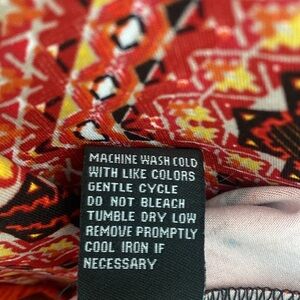 MACHINE WASH COLD
WITH LIKE COLORS
GENTLE CYCLE
DO NOT BLEACH
TUMBLE DRY LOW
REMOVE PROMPTLY
COOL IRON IF
NECESSARY